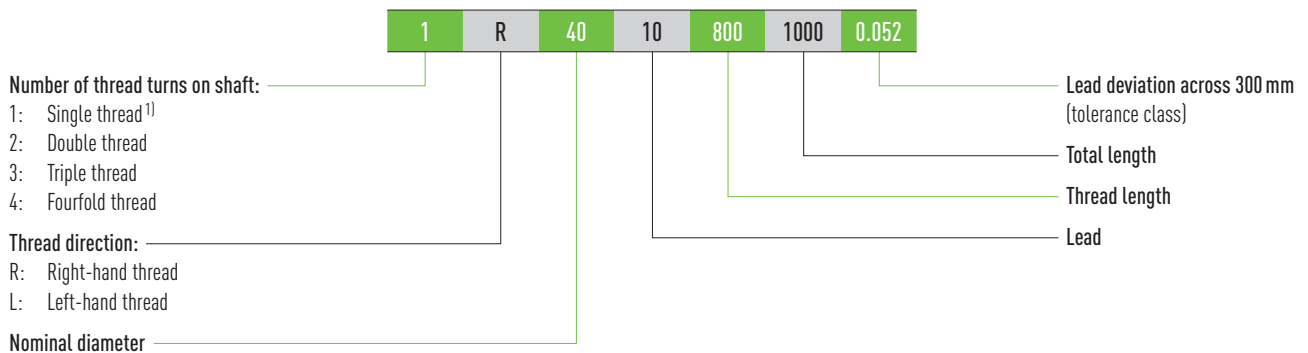 1 R 40 10 800 1000 0.052
Number of thread turns on shaft:
1: Single thread 1)
2: Double thread
3: Triple thread
4: Fourfold thread
Thread direction:
R: Right-hand thread
L: Left-hand thread
Nominal diameter
Lead deviation across 300 mm
(tolerance class)
Total length
Thread length
Lead